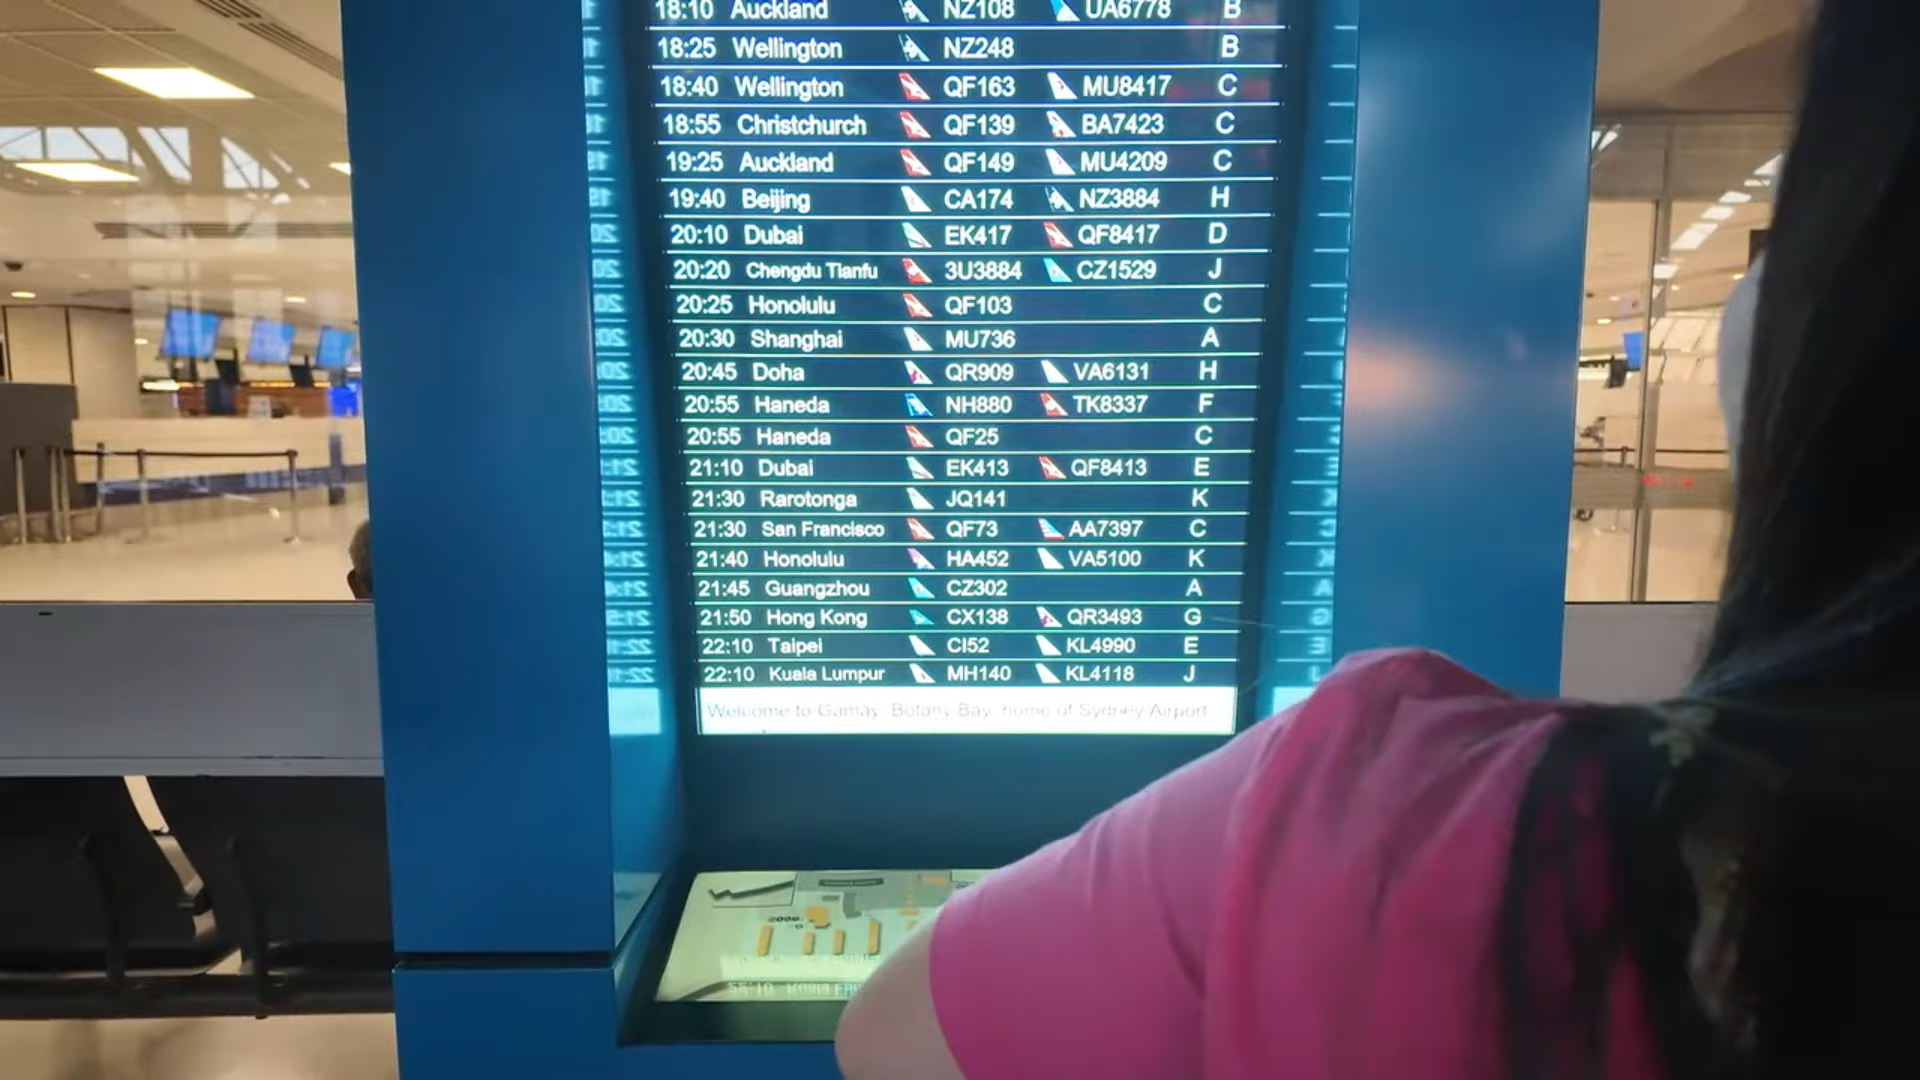 18:10 Auckland NZ108 UA6778 B
18:25 Wellington NZ248 B
18:40 Wellington QF163 MU8417 C
18:55 Christchurch QF139 BA7423 C
19:25 Auckland QF149 MU4209 C
19:40 Beijing CA174 NZ3884 H
20:10 Dubai EK417 QF8417 D
20:20 Chengdu Tianfu 3U3884 CZ1529 J
20:25 Honolulu QF103 C
20:30 Shanghai MU736 A
20:45 Doha QR909 VA6131 H
20:55 Haneda NH880 TK8337 F
20:55 Haneda QF25 C
21:10 Dubai EK413 QF8413 E
21:30 Rarotonga JQ141 K
21:30 San Francisco QF73 AA7397 C
21:40 Honolulu HA452 VA5100 K
21:45 Guangzhou CZ302 A
21:50 Hong Kong CX138 QR3493 G
22:10 Taipei CI52 KL4990 E
22:10 Kuala Lumpur MH140 KL4118 J
Welcome to Gamay, Botany Bay, home of Sydney Airport